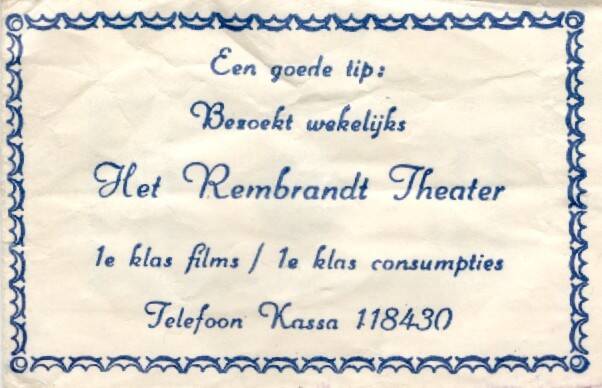 Een goede tip:
Bezoekt wekelijks
Het Rembrandt Theater
1e klas films / 1e klas consumpties
Telefoon Kassa 118430